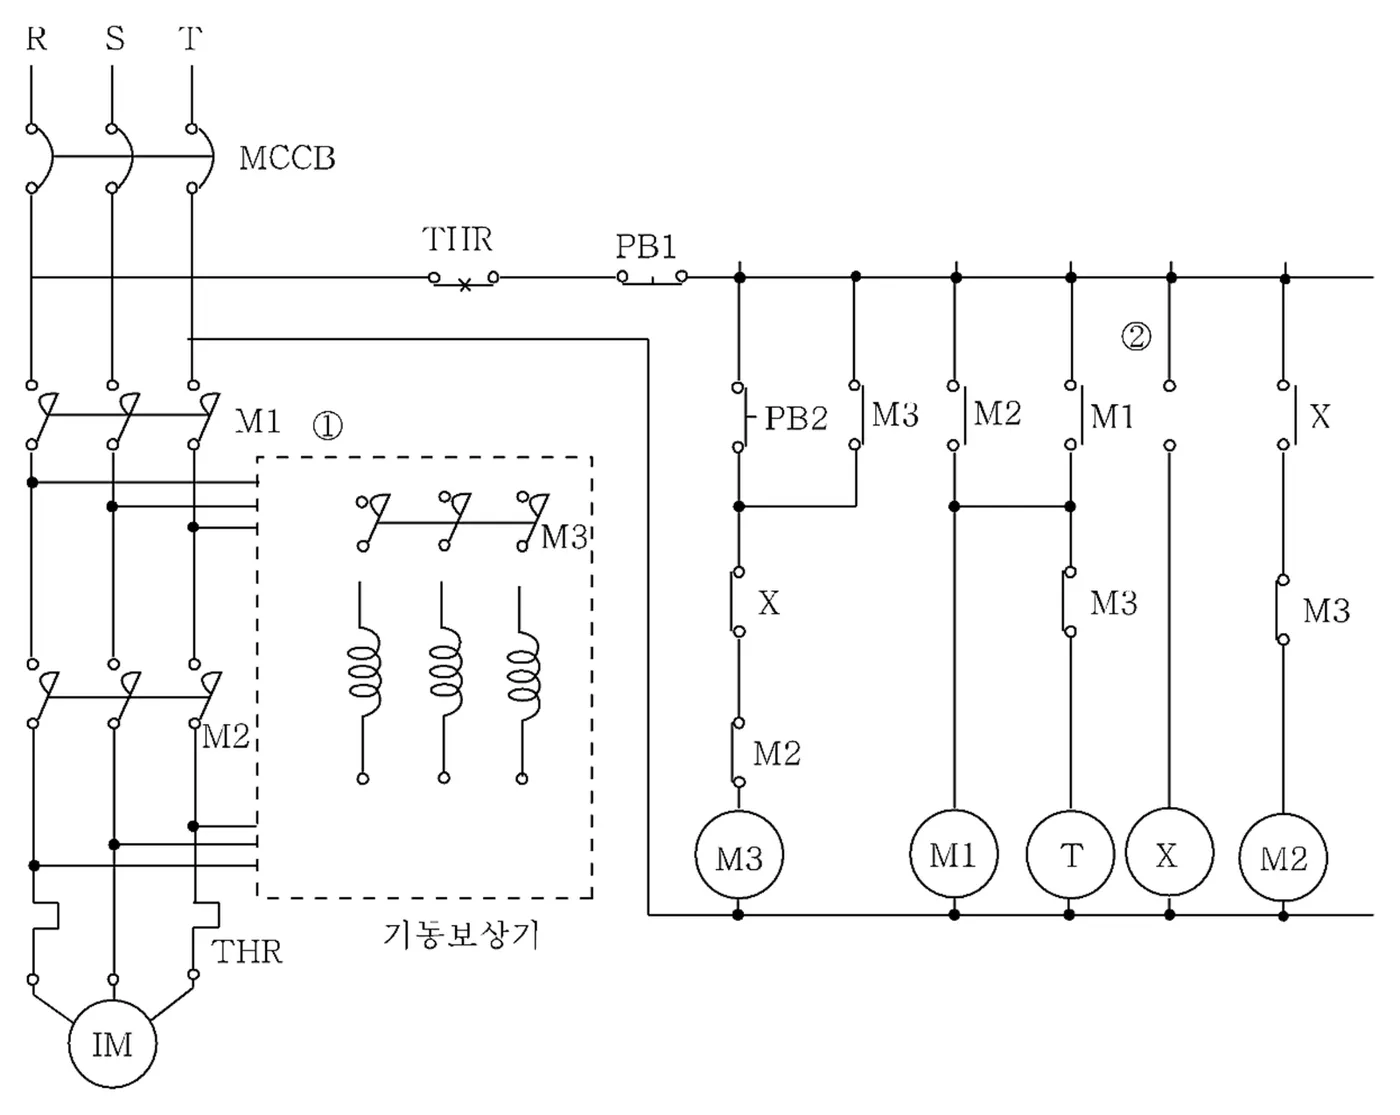 R S T
MCCB
THR PB1
②
M1 ①
PB2 M3 M2 M1 X
M3
X M3 M3
M2 M2
M3 M1 T X M2
기동보상기
THR
IM